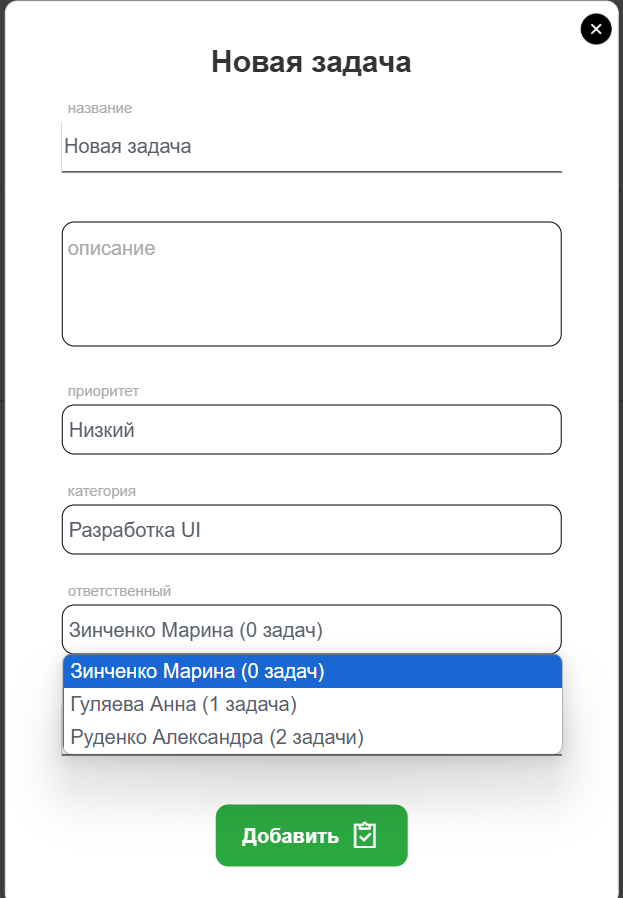 Новая задача
название
Новая задача
описание
приоритет
Низкий
категория
Разработка UI
ответственный
Зинченко Марина (0 задач)
Зинченко Марина (0 задач)
Гуляева Анна (1 задача)
Руденко Александра (2 задачи)
Добавить